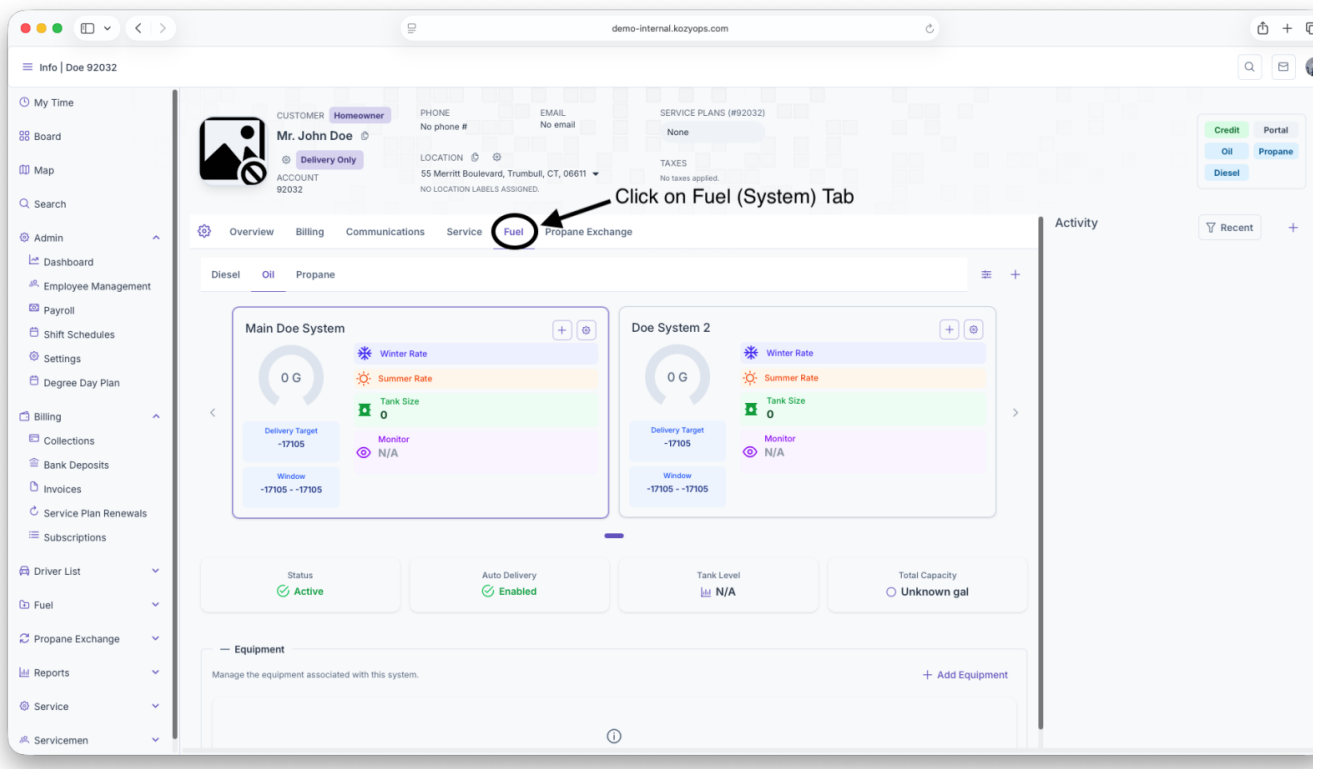 demo-internal.kozyops.com
Info | Doe 92032
My Time
Board
Map
Search
Admin
Dashboard
Employee Management
Payroll
Shift Schedules
Settings
Degree Day Plan
Billing
Collections
Bank Deposits
Invoices
Service Plan Renewals
Subscriptions
Driver List
Fuel
Propane Exchange
Reports
Service
Servicemen
CUSTOMER Homeowner
Mr. John Doe
Delivery Only
ACCOUNT
92032
PHONE
No phone #
EMAIL
No email
LOCATION
55 Merritt Boulevard, Trumbull, CT, 06611
NO LOCATION LABELS ASSIGNED.
SERVICE PLANS (#92032)
None
TAXES
No taxes applied.
Credit Portal
Oil Propane
Diesel
Click on Fuel (System) Tab
Overview Billing Communications Service Fuel Propane Exchange
Diesel Oil Propane
Main Doe System
0 G
Winter Rate
Summer Rate
Tank Size
0
Monitor
N/A
Delivery Target
-17105
Window
-17105 - -17105
Doe System 2
0 G
Winter Rate
Summer Rate
Tank Size
0
Monitor
N/A
Delivery Target
-17105
Window
-17105 - -17105
Status
Active
Auto Delivery
Enabled
Tank Level
N/A
Total Capacity
Unknown gal
Equipment
Manage the equipment associated with this system.
Add Equipment
Activity
Recent